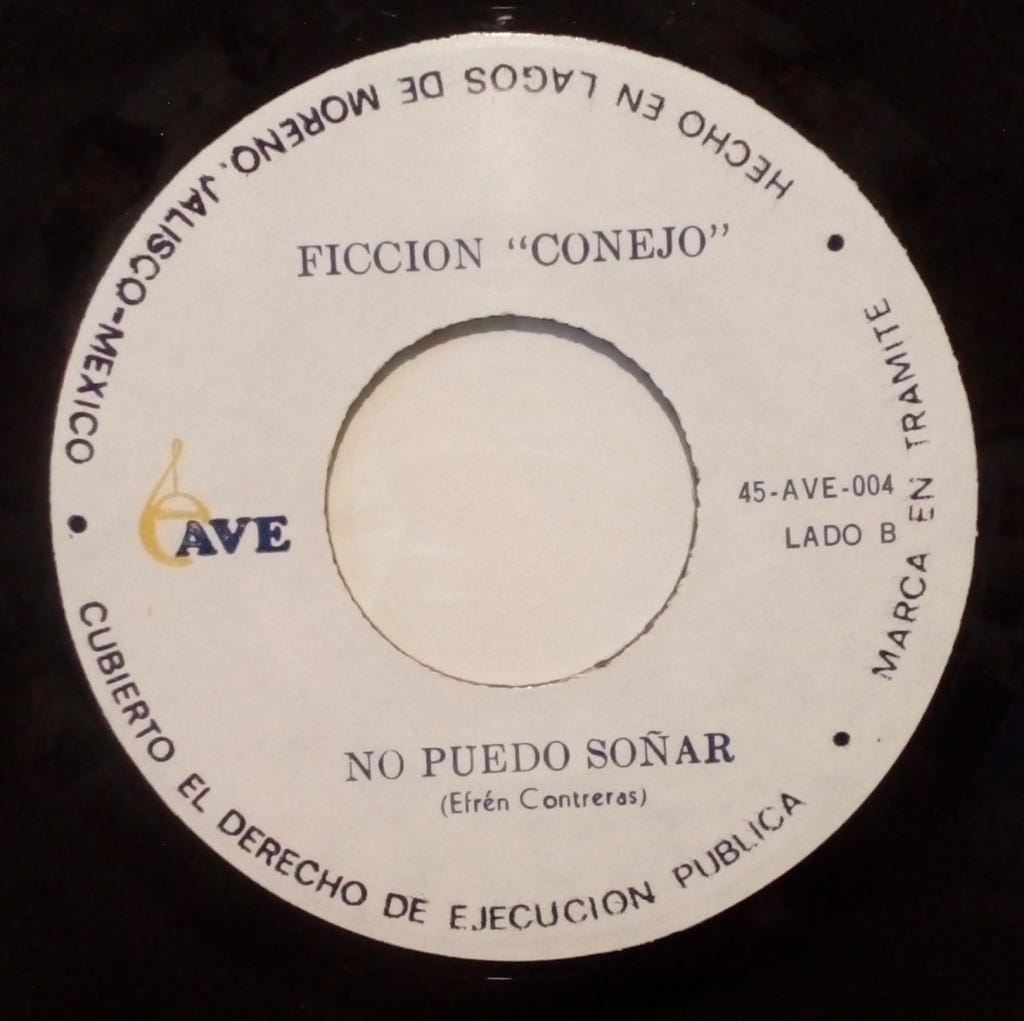 FICCION “CONEJO”
AVE
45-AVE-004
LADO B
NO PUEDO SOÑAR
(Efrén Contreras)
CUBIERTO EL DERECHO DE EJECUCION PUBLICA
MARCA EN TRAMITE
HECHO EN LAGOS DE MORENO, JALISCO-MEXICO